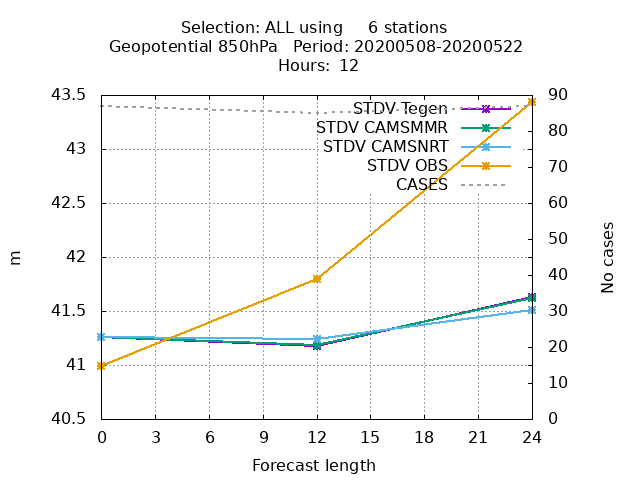 Selection: ALL using     6 stations
Geopotential 850hPa   Period: 20200508-20200522
Hours:  12
43.5
43
42.5
42
41.5
41
40.5
m
90
80
70
60
50
40
30
20
10
0
No cases
STDV Tegen
STDV CAMSMMR
STDV CAMSNRT
STDV OBS
CASES
0 3 6 9 12 15 18 21 24
Forecast length